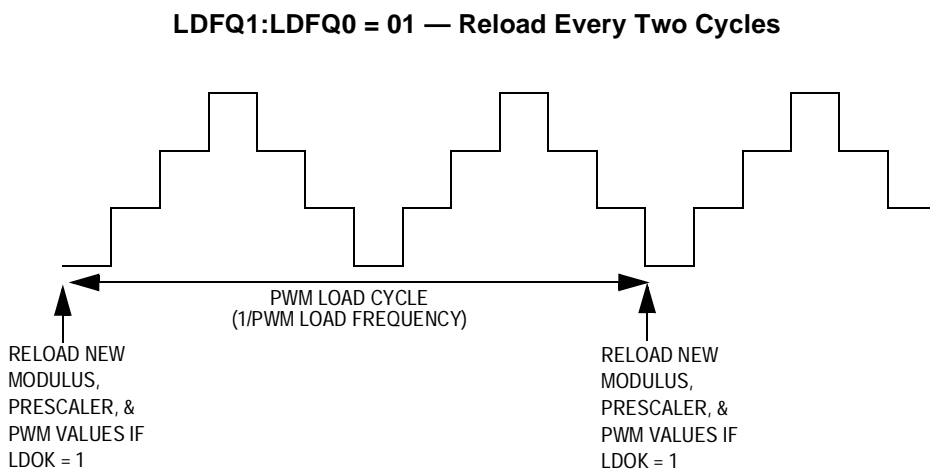 LDFQ1:LDFQ0 = 01 — Reload Every Two Cycles
PWM LOAD CYCLE
(1/PWM LOAD FREQUENCY)
RELOAD NEW
MODULUS,
PRESCALER, &
PWM VALUES IF
LDOK = 1
RELOAD NEW
MODULUS,
PRESCALER, &
PWM VALUES IF
LDOK = 1